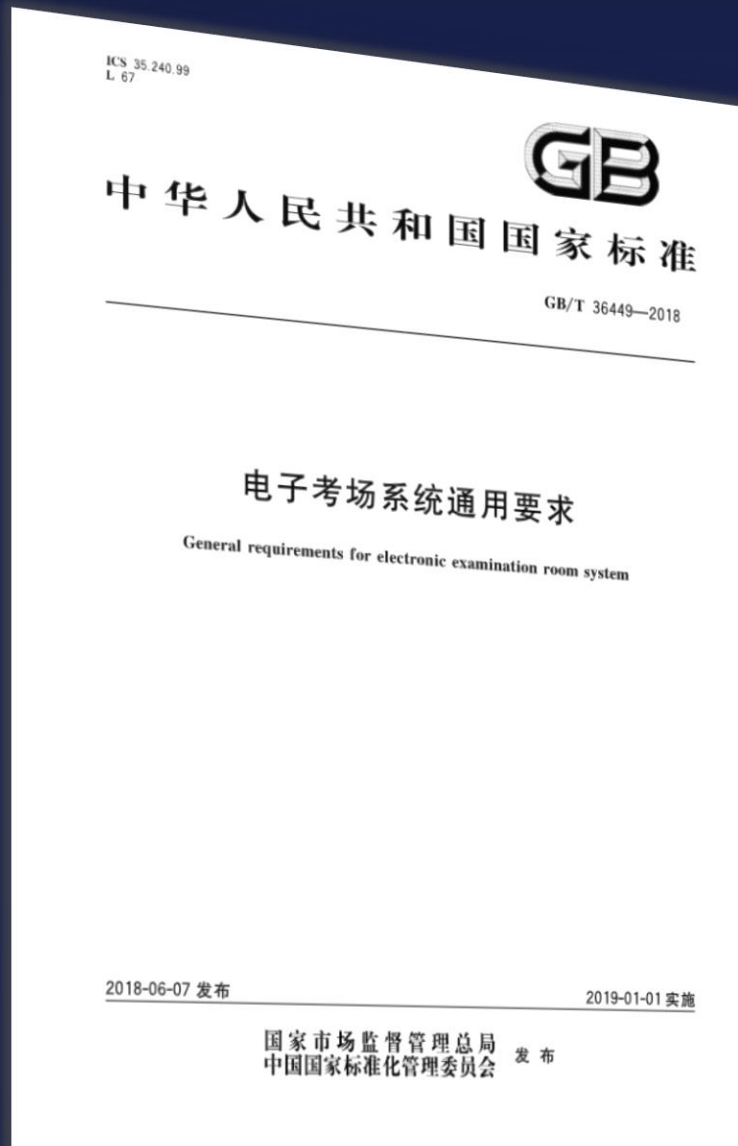 ICS 35.240.99
L 67
GB
中华人民共和国国家标准
GB/T 36449—2018
电子考场系统通用要求
General requirements for electronic examination room system
2018-06-07 发布
2019-01-01 实施
国家市场监督管理总局
中国国家标准化管理委员会
发布